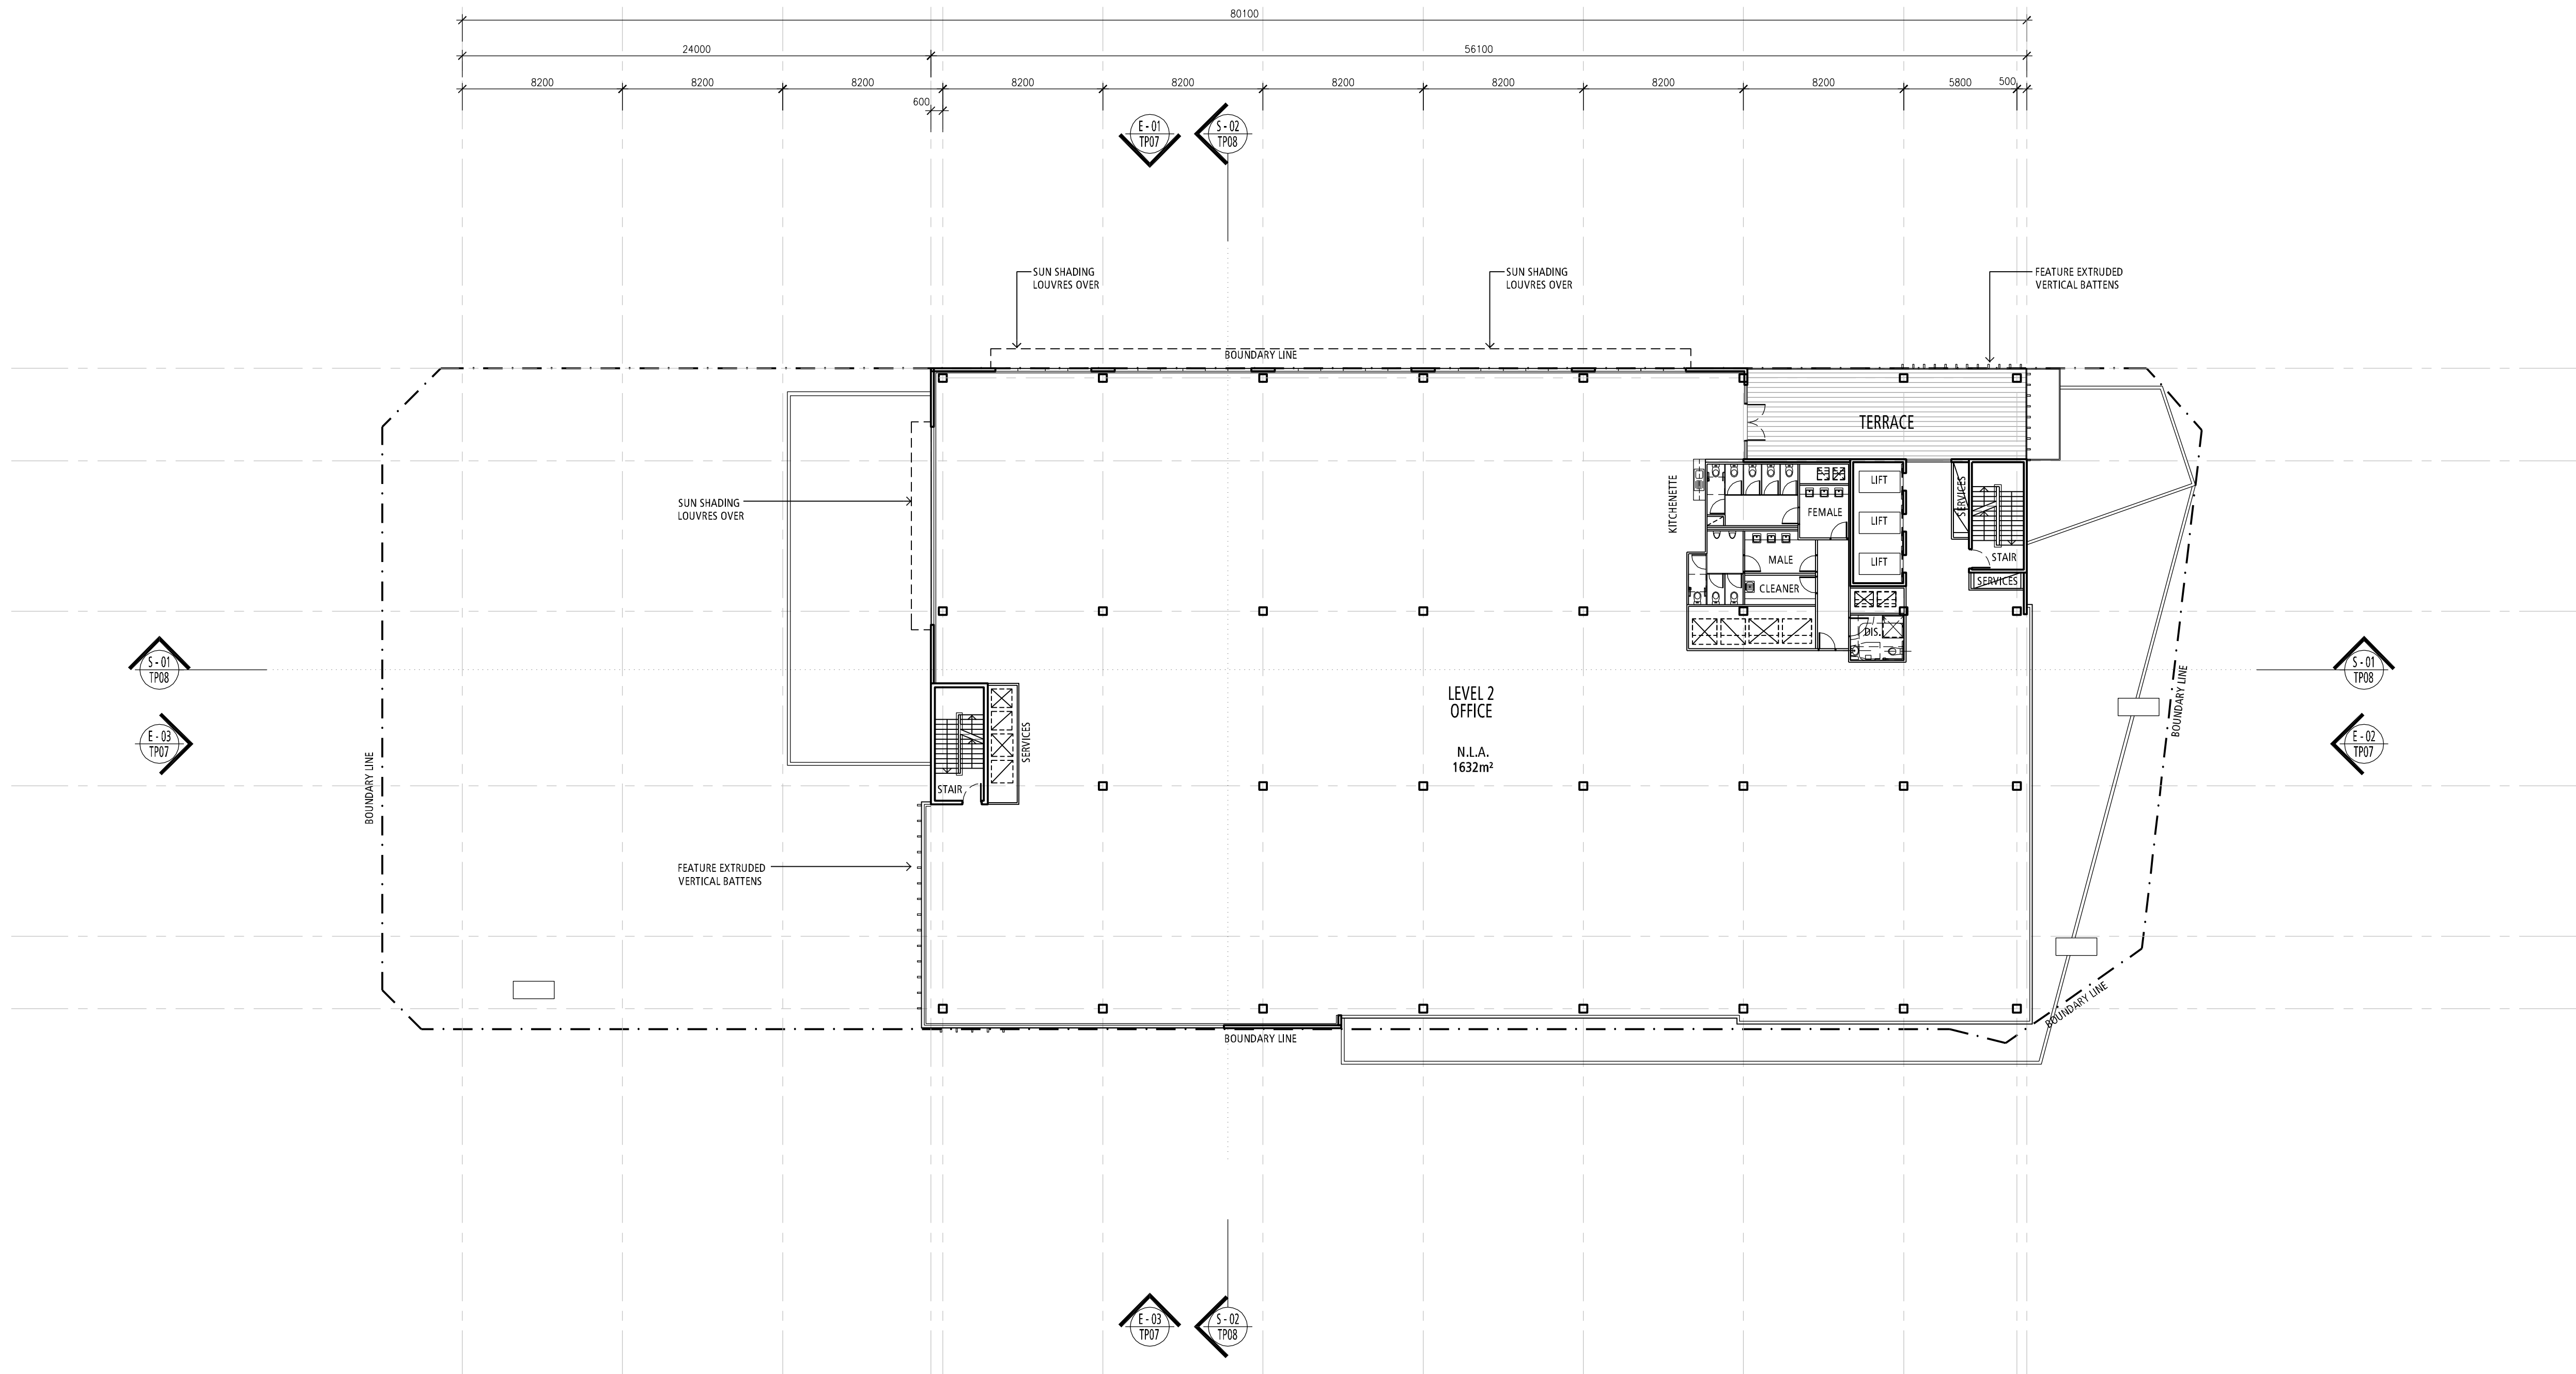 80100
24000
56100
8200
8200
8200
8200
8200
8200
8200
8200
8200
5800
500
600
E - 01
TP07
S - 02
TP08
SUN SHADING
LOUVRES OVER
SUN SHADING
LOUVRES OVER
FEATURE EXTRUDED
VERTICAL BATTENS
BOUNDARY LINE
TERRACE
KITCHENETTE
LIFT
SERVICES
SUN SHADING
LOUVRES OVER
FEMALE
LIFT
MALE
LIFT
STAIR
SERVICES
CLEANER
DIS.
S - 01
TP08
S - 01
TP08
LEVEL 2
OFFICE
BOUNDARY LINE
E - 03
TP07
E - 02
TP07
SERVICES
N.L.A.
1632m²
BOUNDARY LINE
STAIR
FEATURE EXTRUDED
VERTICAL BATTENS
BOUNDARY LINE
BOUNDARY LINE
E - 03
TP07
S - 02
TP08